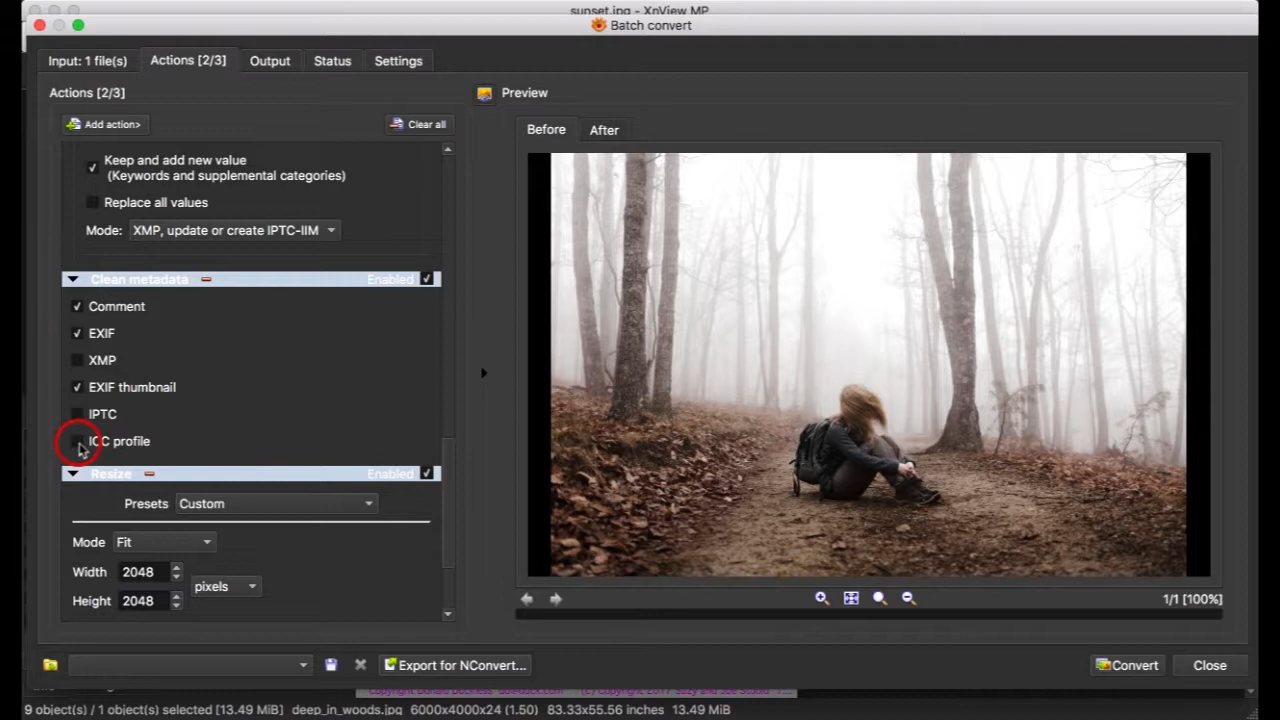 sunset.jpg - XnView MP
Batch convert
Input: 1 file(s) Actions [2/3] Output Status Settings
Actions [2/3]
Preview
Add action> Clear all
Before After
Keep and add new value
(Keywords and supplemental categories)
Replace all values
Mode: XMP, update or create IPTC-IIM
Clean metadata Enabled
Comment
EXIF
XMP
EXIF thumbnail
IPTC
ICC profile
Resize Enabled
Presets Custom
Mode Fit
Width 2048
pixels
Height 2048
1/1 [100%]
Export for NConvert...
Convert Close
9 object(s) / 1 object(s) selected [13.49 MiB] deep_in_woods.jpg 6000x4000x24 (1.50) 83.33x55.56 inches 13.49 MiB